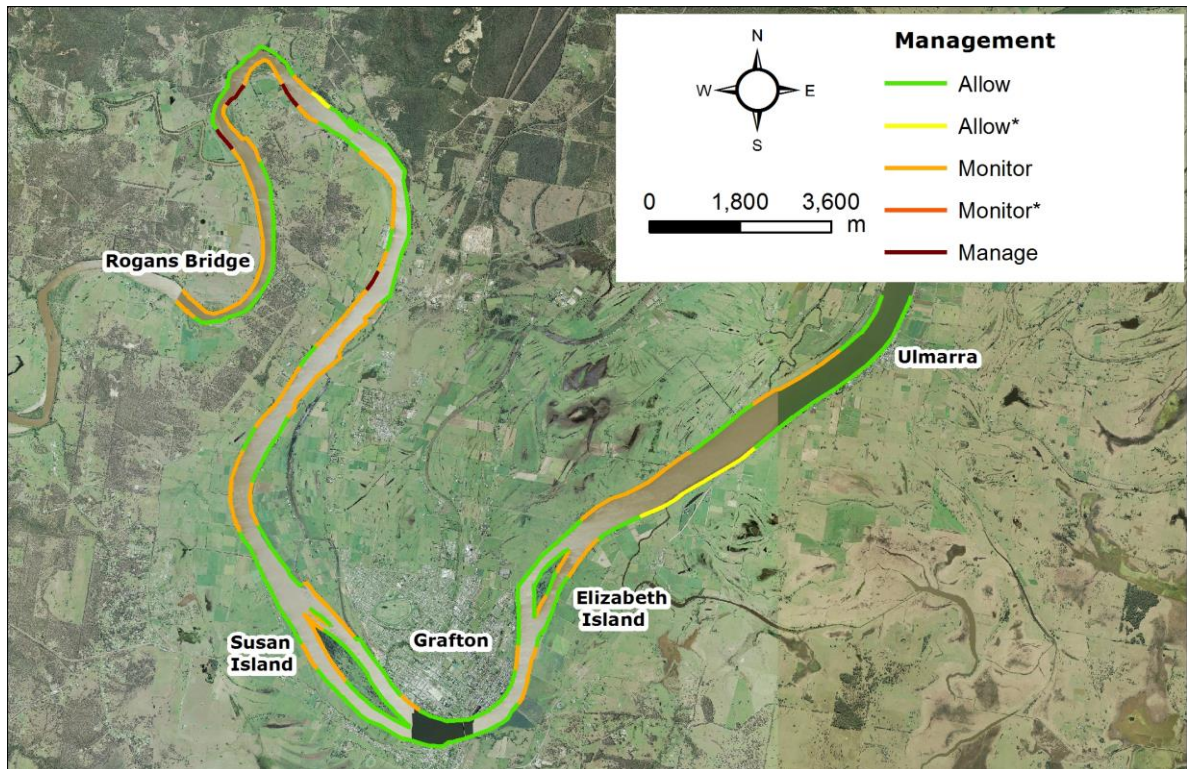 Management
N
W
E
S
Allow
Allow*
Monitor
Monitor*
Manage
0
1,800
3,600
m
Rogans Bridge
Ulmarra
Elizabeth
Island
Grafton
Susan
Island